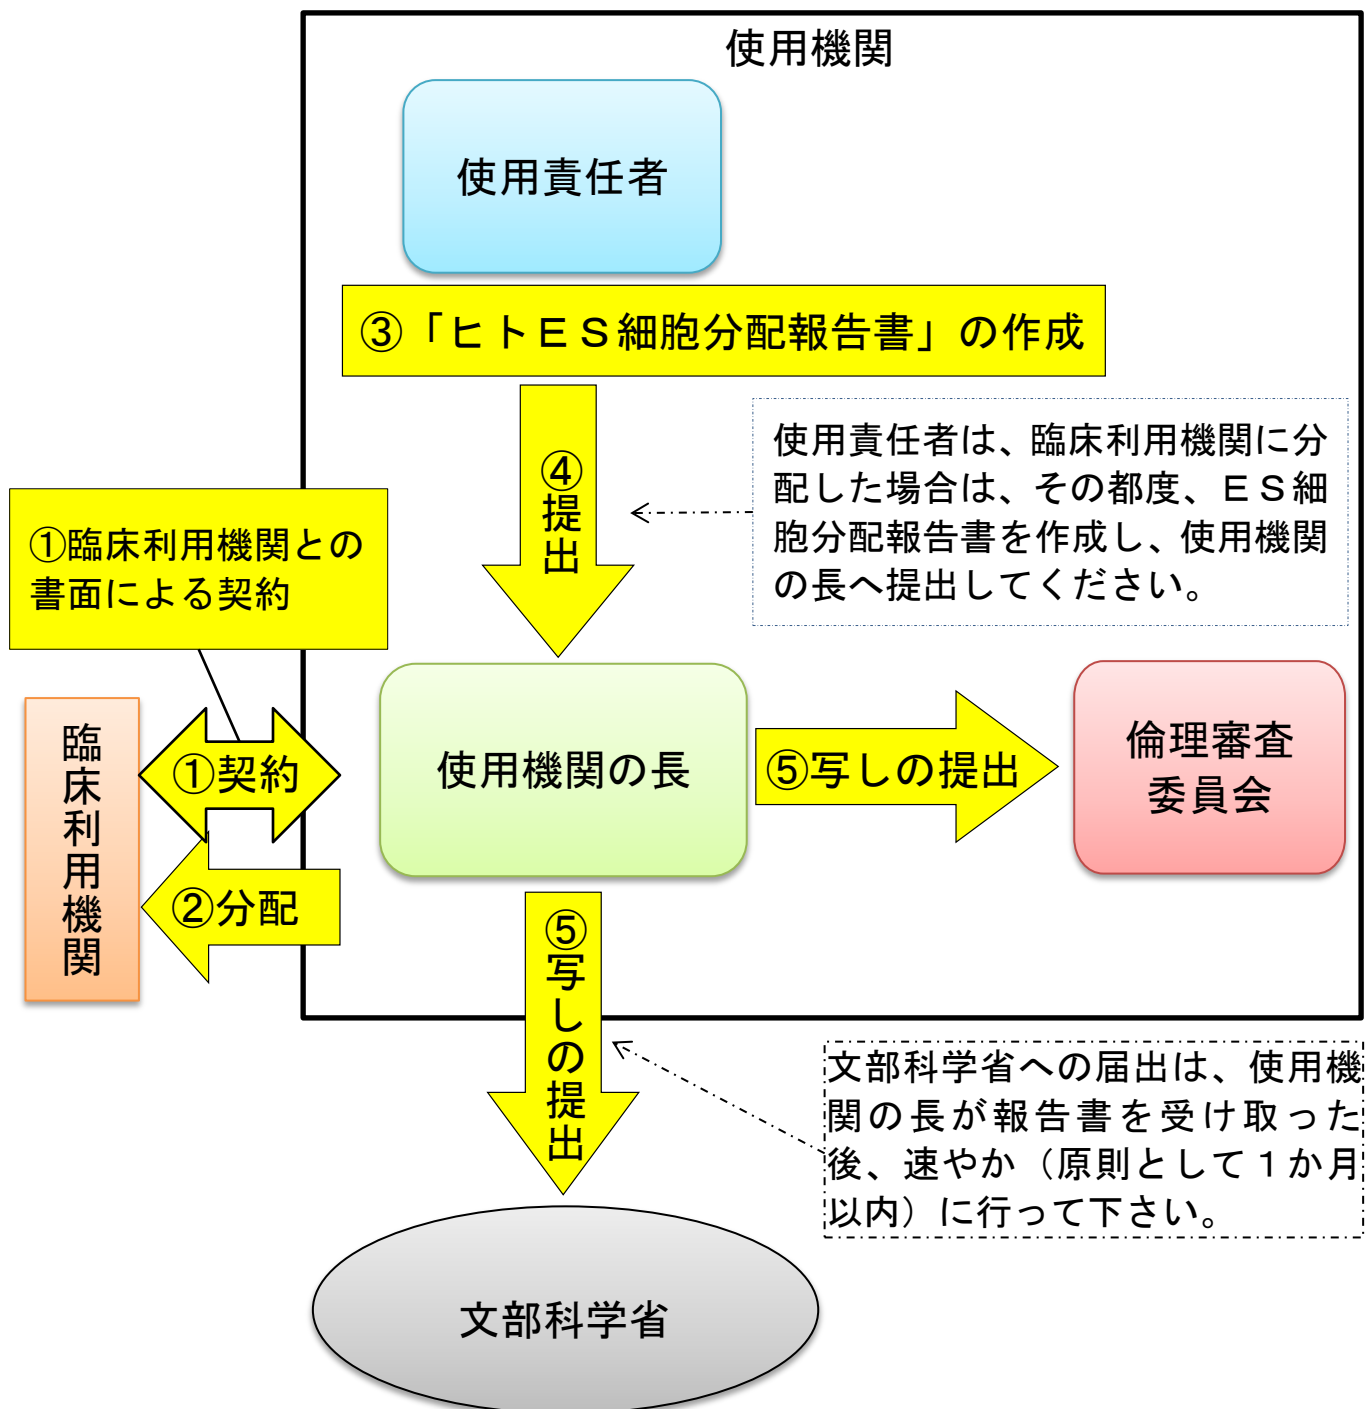 使用機関
使用責任者
③「ヒトＥＳ細胞分配報告書」の作成
④提出
使用責任者は、臨床利用機関に分
配した場合は、その都度、ＥＳ細
胞分配報告書を作成し、使用機関
の長へ提出してください。
①臨床利用機関との
書面による契約
臨床利用機関
①契約
使用機関の長
⑤写しの提出
倫理審査
委員会
②分配
⑤写しの提出
文部科学省への届出は、使用機
関の長が報告書を受け取った
後、速やか（原則として１か月
以内）に行って下さい。
文部科学省